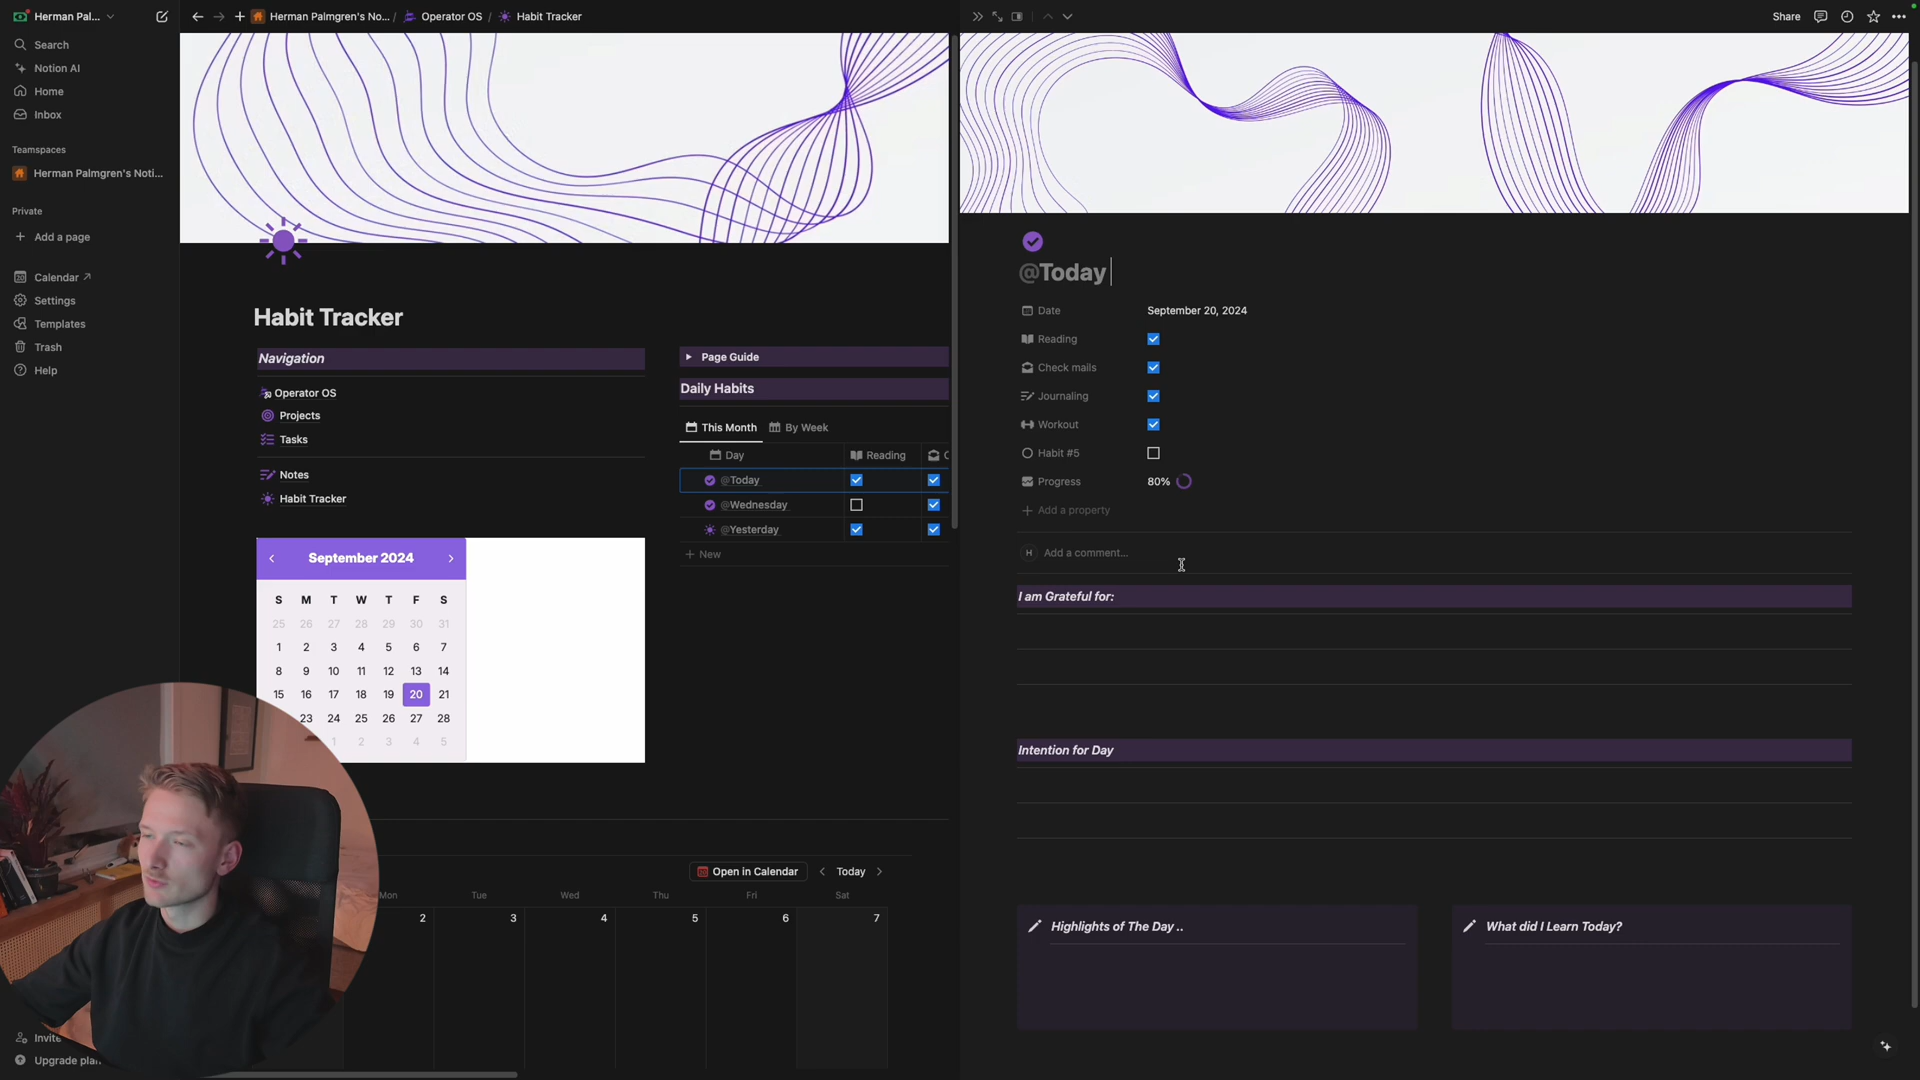 Herman Pal...
Search
Notion AI
Home
Inbox
Teamspaces
Herman Palmgren's Noti...
Private
Add a page
Calendar ↗
Settings
Templates
Trash
Help
Invite
Upgrade plan
Herman Palmgren's No... / Operator OS / Habit Tracker
Habit Tracker
Navigation
Operator OS
Projects
Tasks
Notes
Habit Tracker
September 2024
S M T W T F S
25 26 27 28 29 30 31
1 2 3 4 5 6 7
8 9 10 11 12 13 14
15 16 17 18 19 20 21
23 24 25 26 27 28
1 2 3 4 5
Page Guide
Daily Habits
This Month By Week
Day Reading
@Today
@Wednesday
@Yesterday
+ New
Open in Calendar < Today >
Mon Tue Wed Thu Fri Sat
2 3 4 5 6 7
Share
@Today
Date September 20, 2024
Reading
Check mails
Journaling
Workout
Habit #5
Progress 80%
+ Add a property
H Add a comment...
I am Grateful for:
Intention for Day
Highlights of The Day ..
What did I Learn Today?